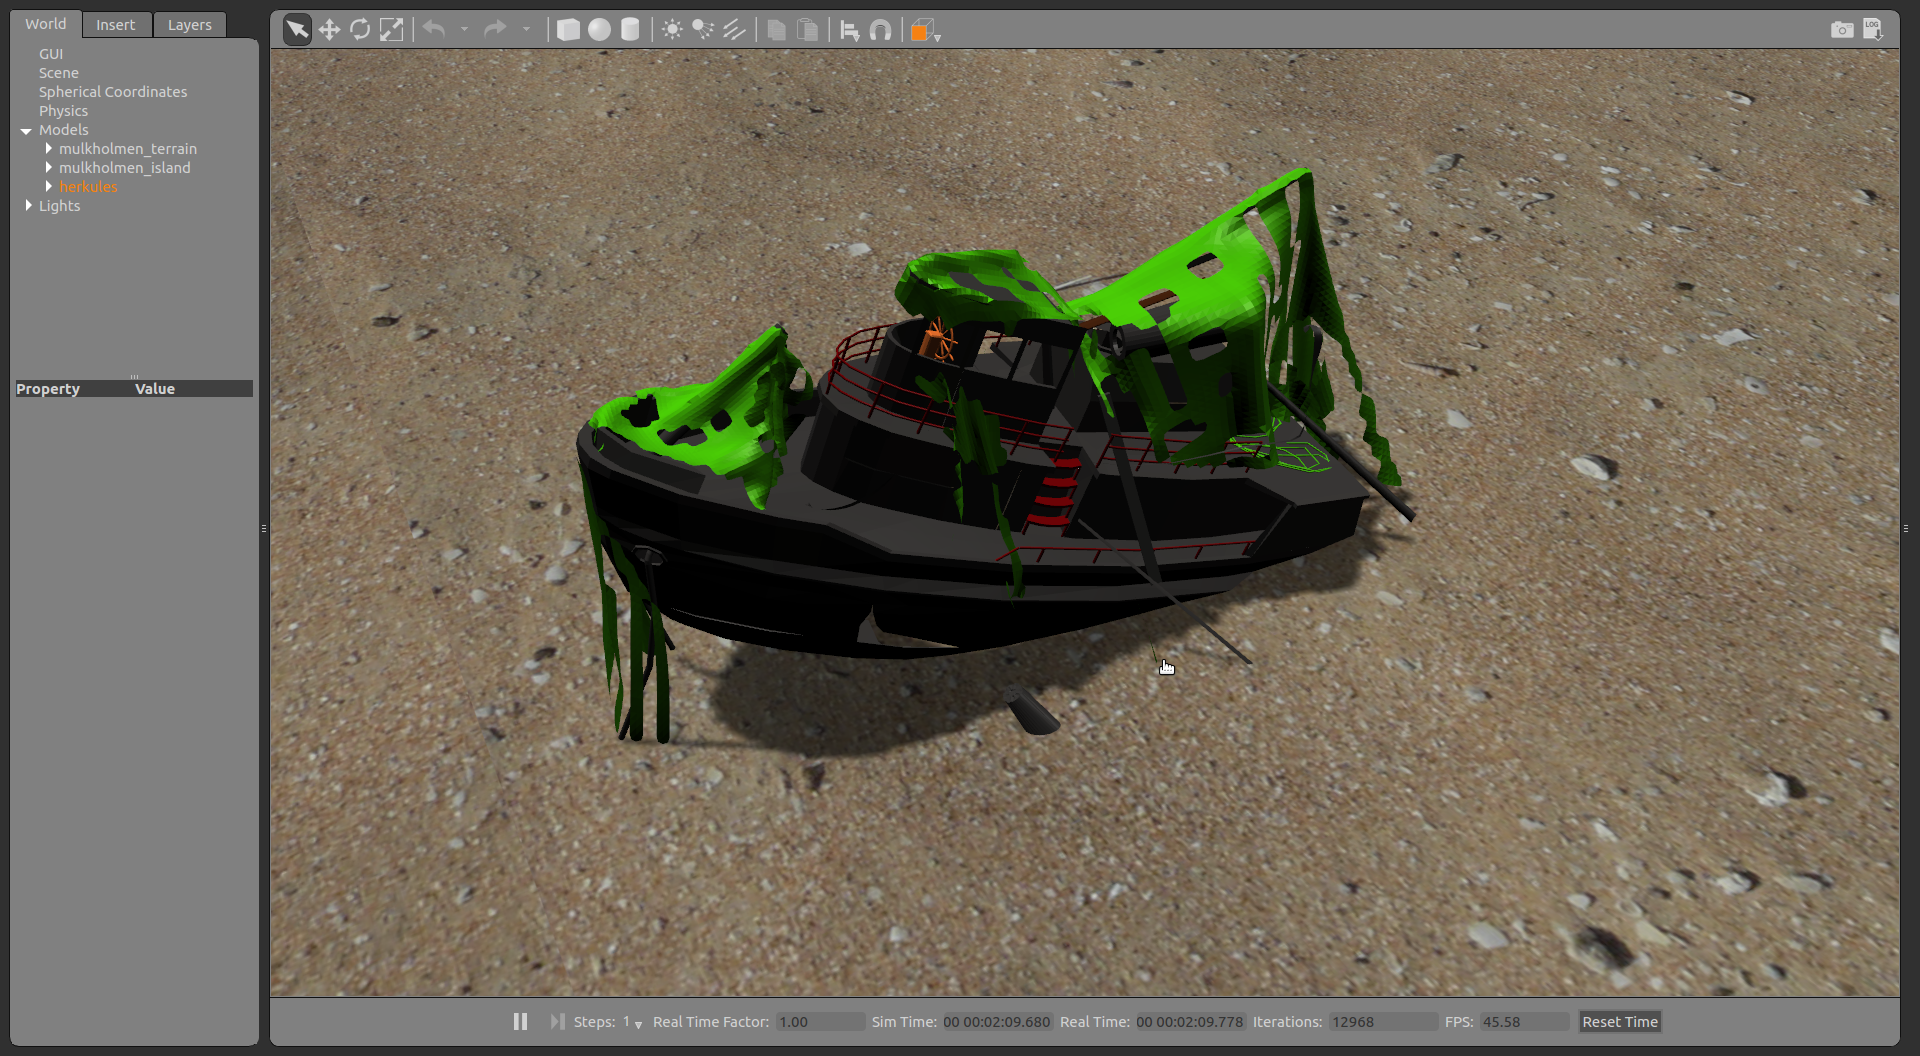 World Insert Layers
GUI
Scene
Spherical Coordinates
Physics
Models
mulkholmen_terrain
mulkholmen_island
herkules
Lights
Property Value
LOG
Steps: 1 Real Time Factor: 1.00 Sim Time: 00 00:02:09.680 Real Time: 00 00:02:09.778 Iterations: 12968 FPS: 45.58 Reset Time